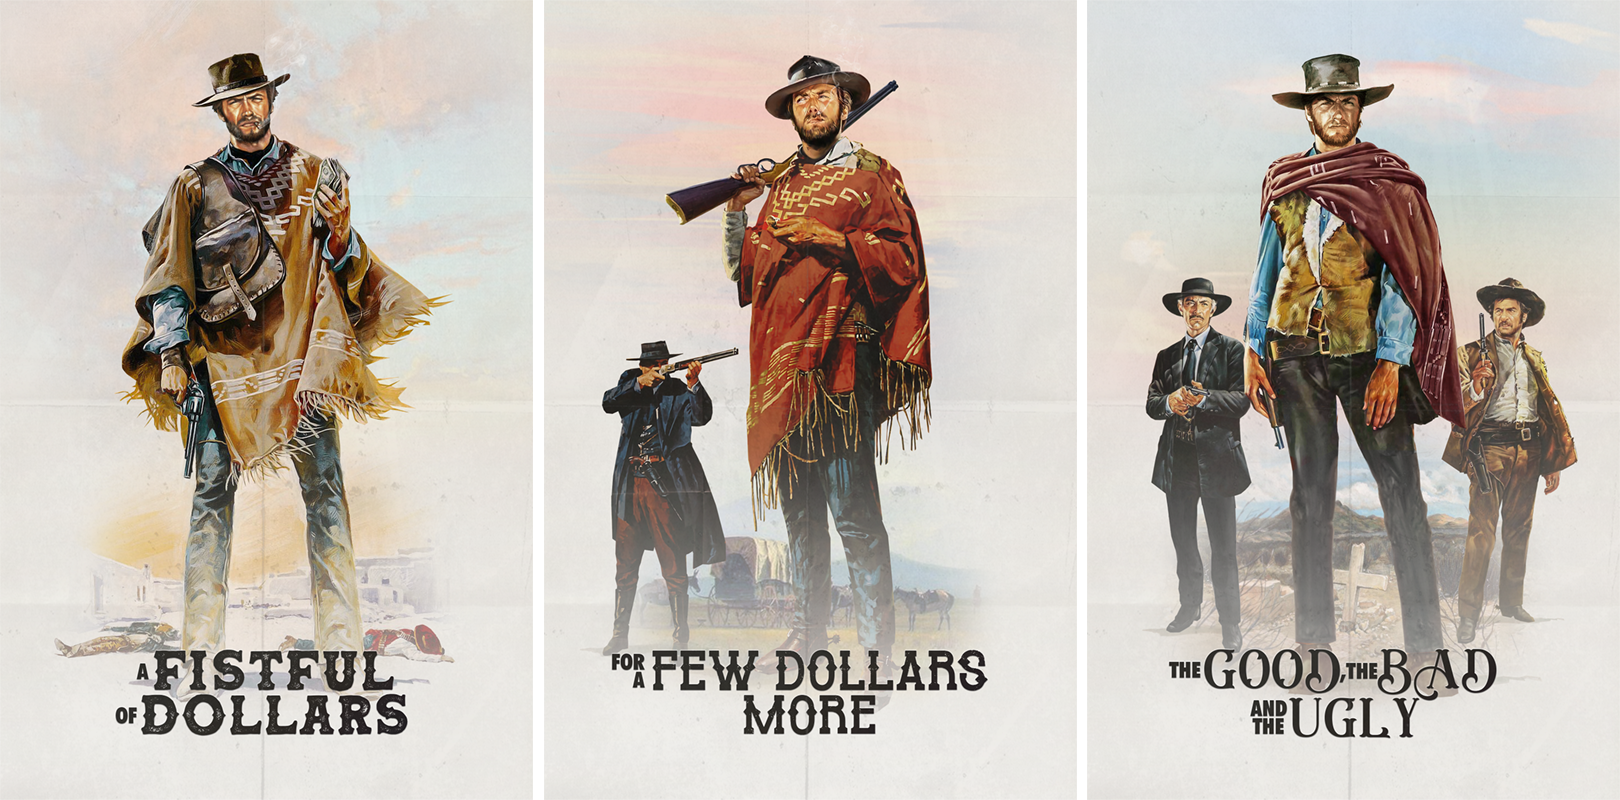 A FISTFUL
OF DOLLARS
FOR A FEW DOLLARS
MORE
THE GOOD, THE BAD
AND THE UGLY